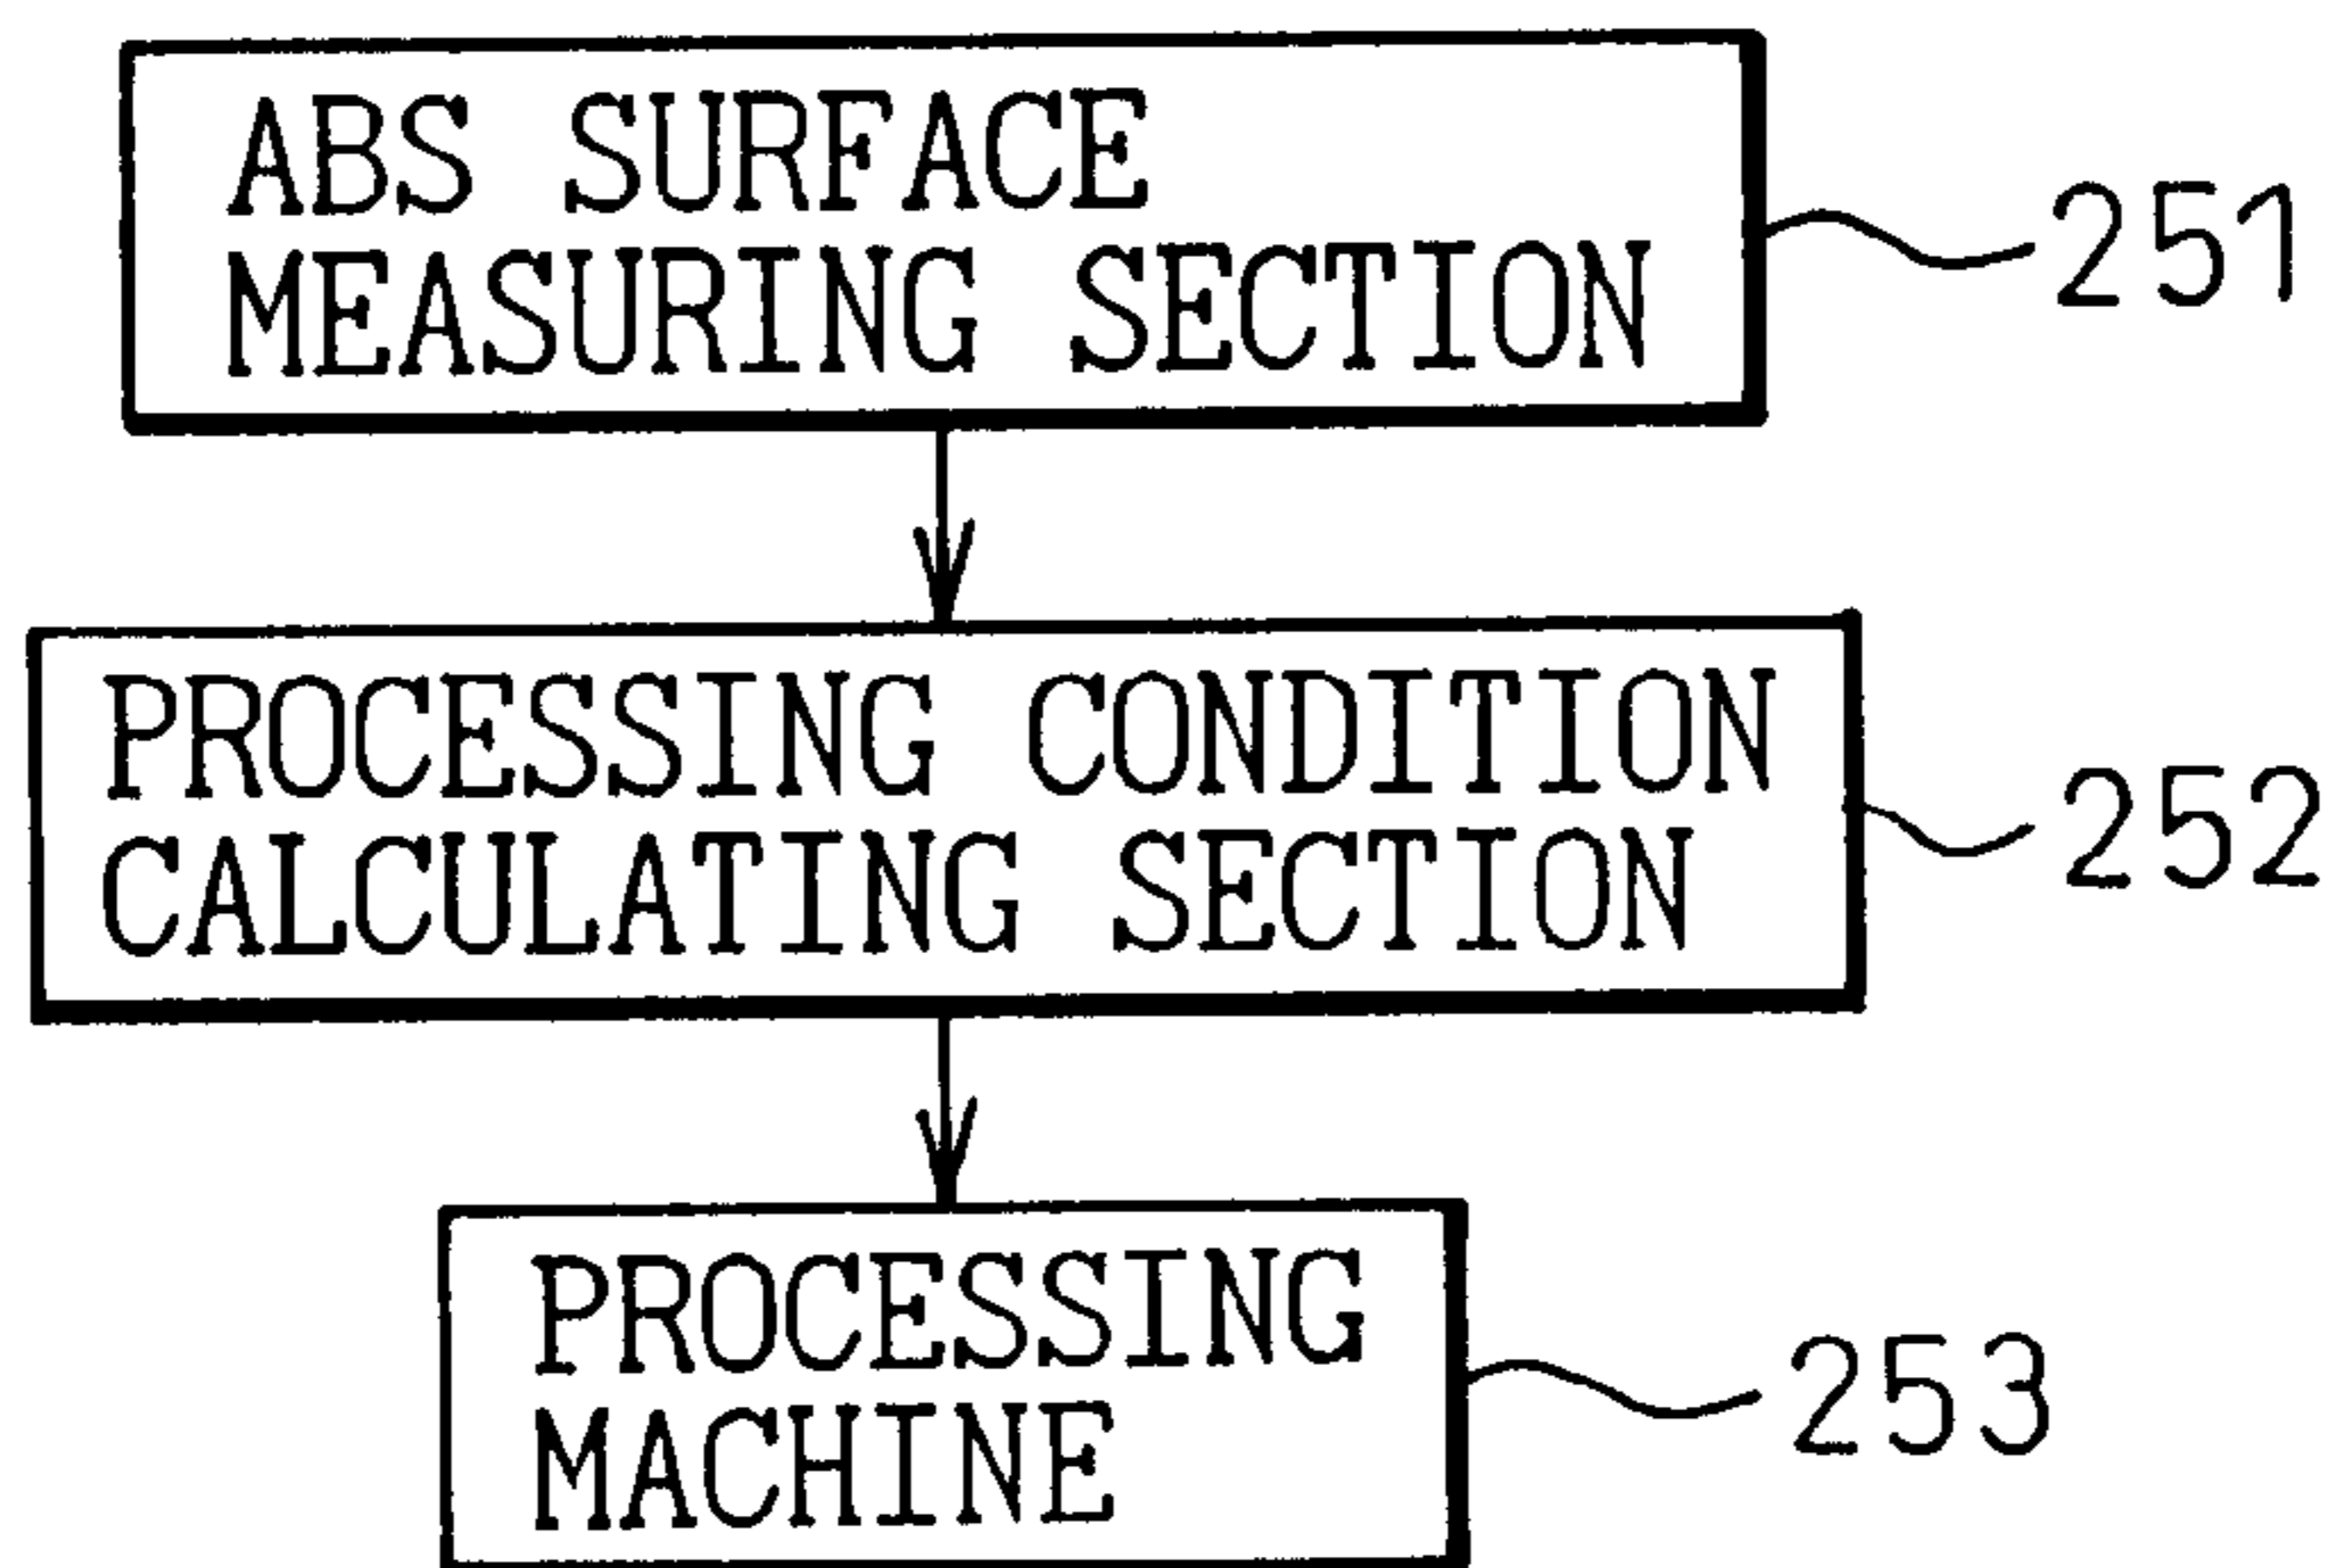 ABS SURFACE
MEASURING SECTION
251
PROCESSING CONDITION
CALCULATING SECTION
252
PROCESSING
MACHINE
253